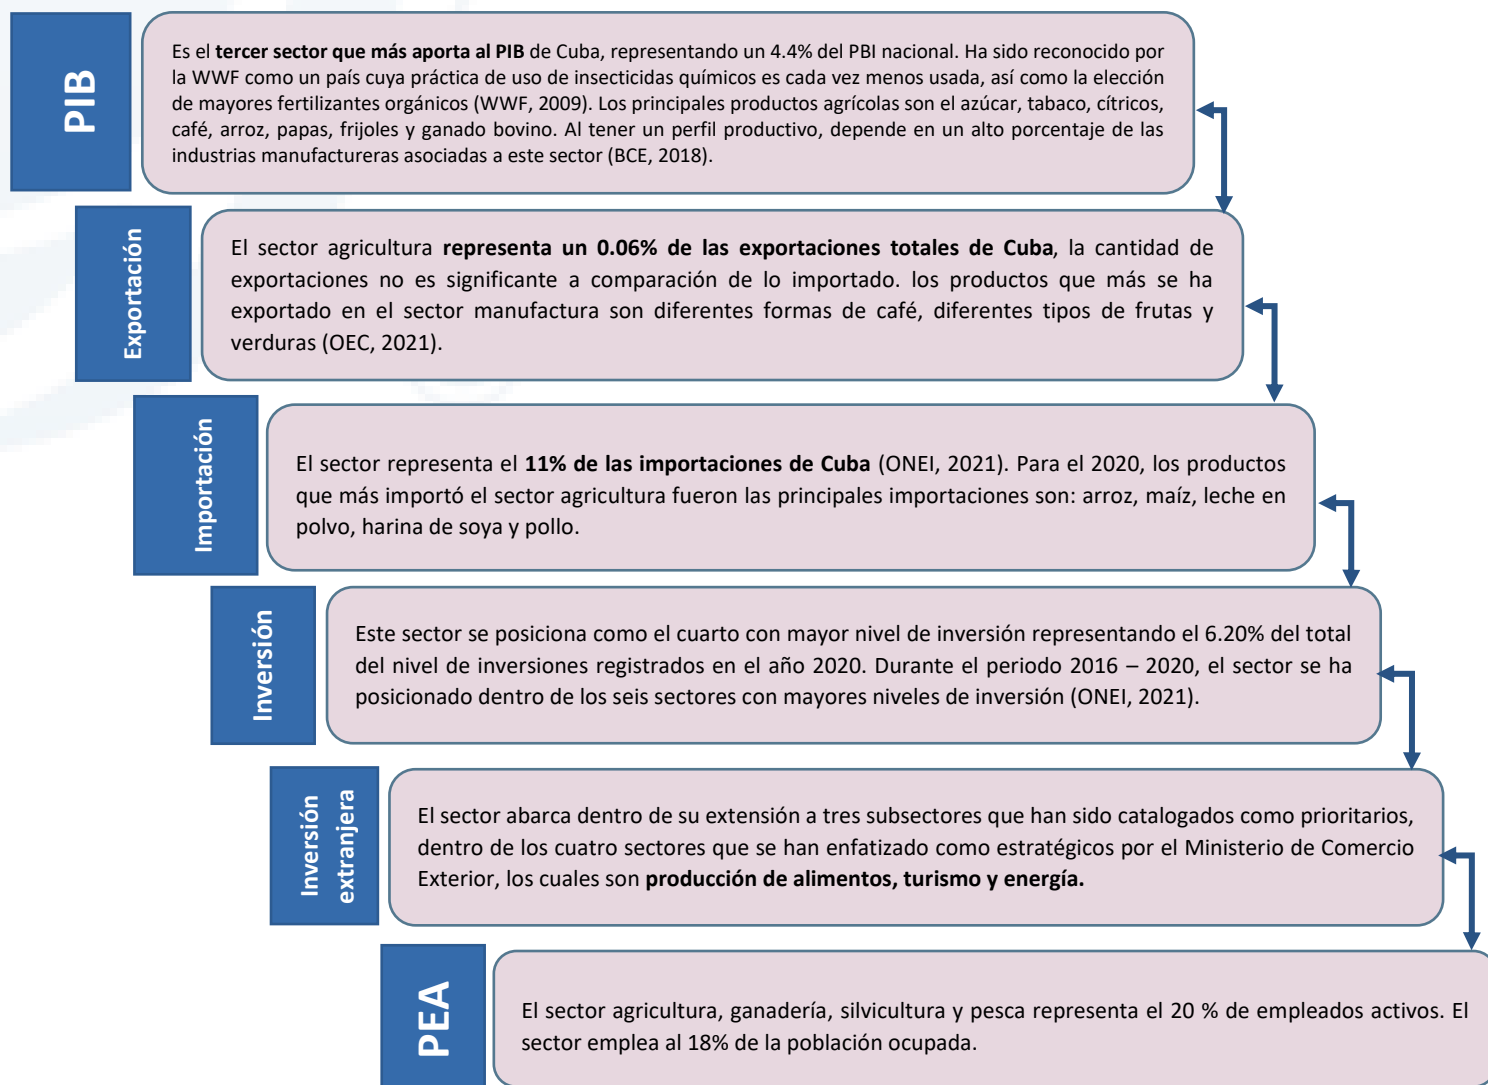 PIB
Es el tercer sector que más aporta al PIB de Cuba, representando un 4.4% del PBI nacional. Ha sido reconocido por
la WWF como un país cuya práctica de uso de insecticidas químicos es cada vez menos usada, así como la elección
de mayores fertilizantes orgánicos (WWF, 2009). Los principales productos agrícolas son el azúcar, tabaco, cítricos,
café, arroz, papas, frijoles y ganado bovino. Al tener un perfil productivo, depende en un alto porcentaje de las
industrias manufactureras asociadas a este sector (BCE, 2018).
Exportación
El sector agricultura representa un 0.06% de las exportaciones totales de Cuba, la cantidad de
exportaciones no es significante a comparación de lo importado. los productos que más se ha
exportado en el sector manufactura son diferentes formas de café, diferentes tipos de frutas y
verduras (OEC, 2021).
Importación
El sector representa el 11% de las importaciones de Cuba (ONEI, 2021). Para el 2020, los productos
que más importó el sector agricultura fueron las principales importaciones son: arroz, maíz, leche en
polvo, harina de soya y pollo.
Inversión
Este sector se posiciona como el cuarto con mayor nivel de inversión representando el 6.20% del total
del nivel de inversiones registrados en el año 2020. Durante el periodo 2016 – 2020, el sector se ha
posicionado dentro de los seis sectores con mayores niveles de inversión (ONEI, 2021).
Inversión
extranjera
El sector abarca dentro de su extensión a tres subsectores que han sido catalogados como prioritarios,
dentro de los cuatro sectores que se han enfatizado como estratégicos por el Ministerio de Comercio
Exterior, los cuales son producción de alimentos, turismo y energía.
PEA
El sector agricultura, ganadería, silvicultura y pesca representa el 20 % de empleados activos. El
sector emplea al 18% de la población ocupada.